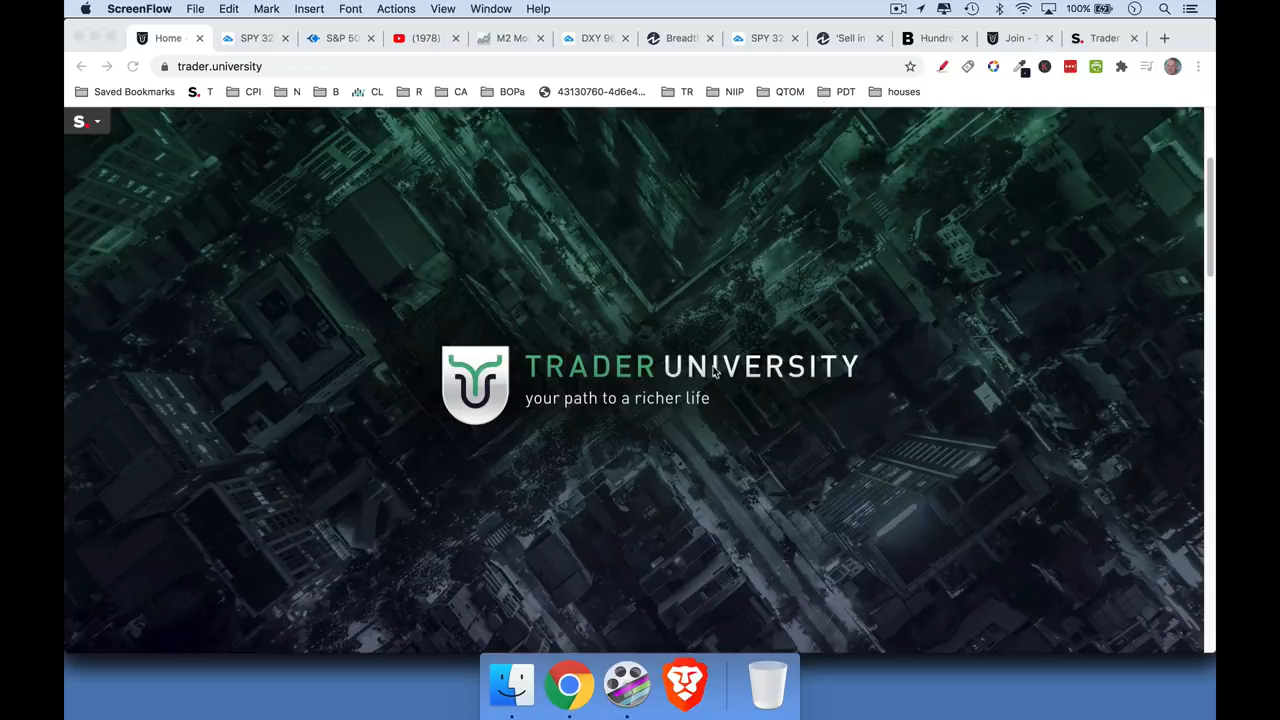 ScreenFlow File Edit Mark Insert Font Actions View Window Help 100%
Home SPY 32 S&P 50 (1978) M2 Mo DXY 96 Breadth SPY 32 'Sell in Hundre Join - T Trader
trader.university
Saved Bookmarks S. T CPI N B CL R CA BOPa 43130760-4d6e4... TR NIIP QTOM PDT houses
S.
TRADER UNIVERSITY
your path to a richer life